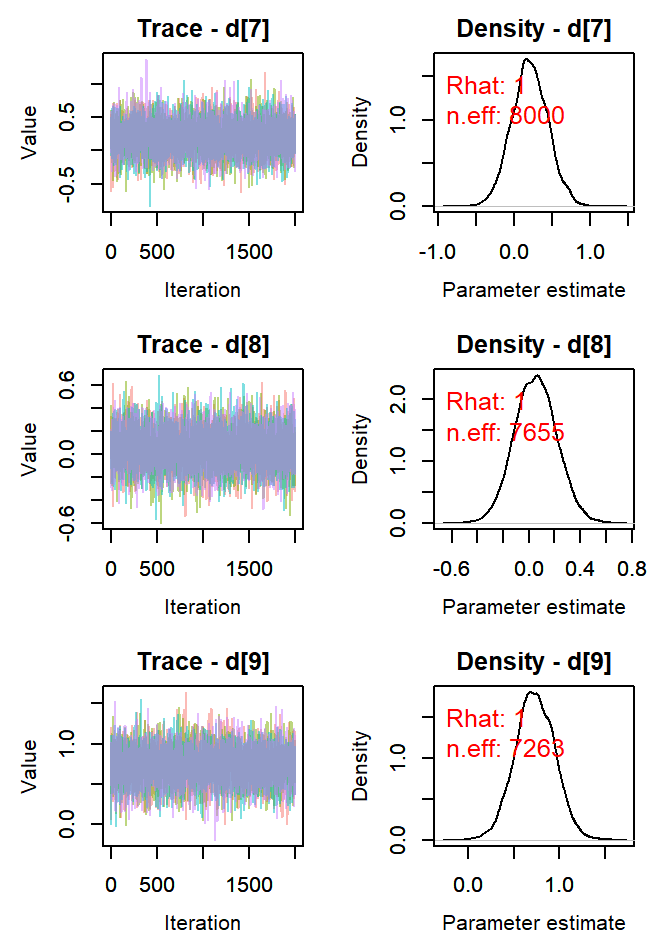 Trace - d[7]
Value
0.5
-0.5
0
500
1500
Iteration
Density - d[7]
Rhat: 1
n.eff: 8000
Density
1.0
0.0
-1.0
0.0
1.0
Parameter estimate
Trace - d[8]
Value
0.6
0.0
-0.6
0
500
1500
Iteration
Density - d[8]
Rhat: 1
n.eff: 7655
Density
2.0
1.0
0.0
-0.6
0.0
0.4
0.8
Parameter estimate
Trace - d[9]
Value
1.0
0.0
0
500
1500
Iteration
Density - d[9]
Rhat: 1
n.eff: 7263
Density
1.0
0.0
0.0
1.0
Parameter estimate